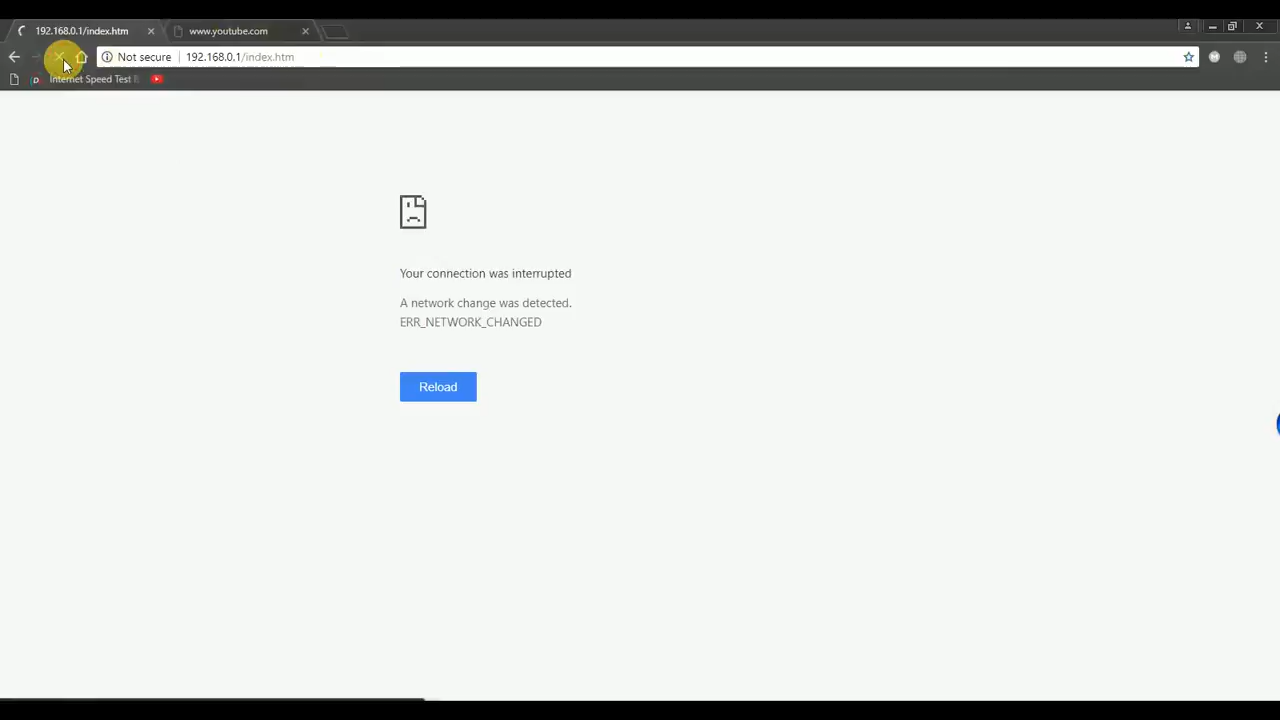 192.168.0.1/index.htm
www.youtube.com
Not secure
192.168.0.1/index.htm
Internet Speed Test B
Your connection was interrupted
A network change was detected.
ERR_NETWORK_CHANGED
Reload